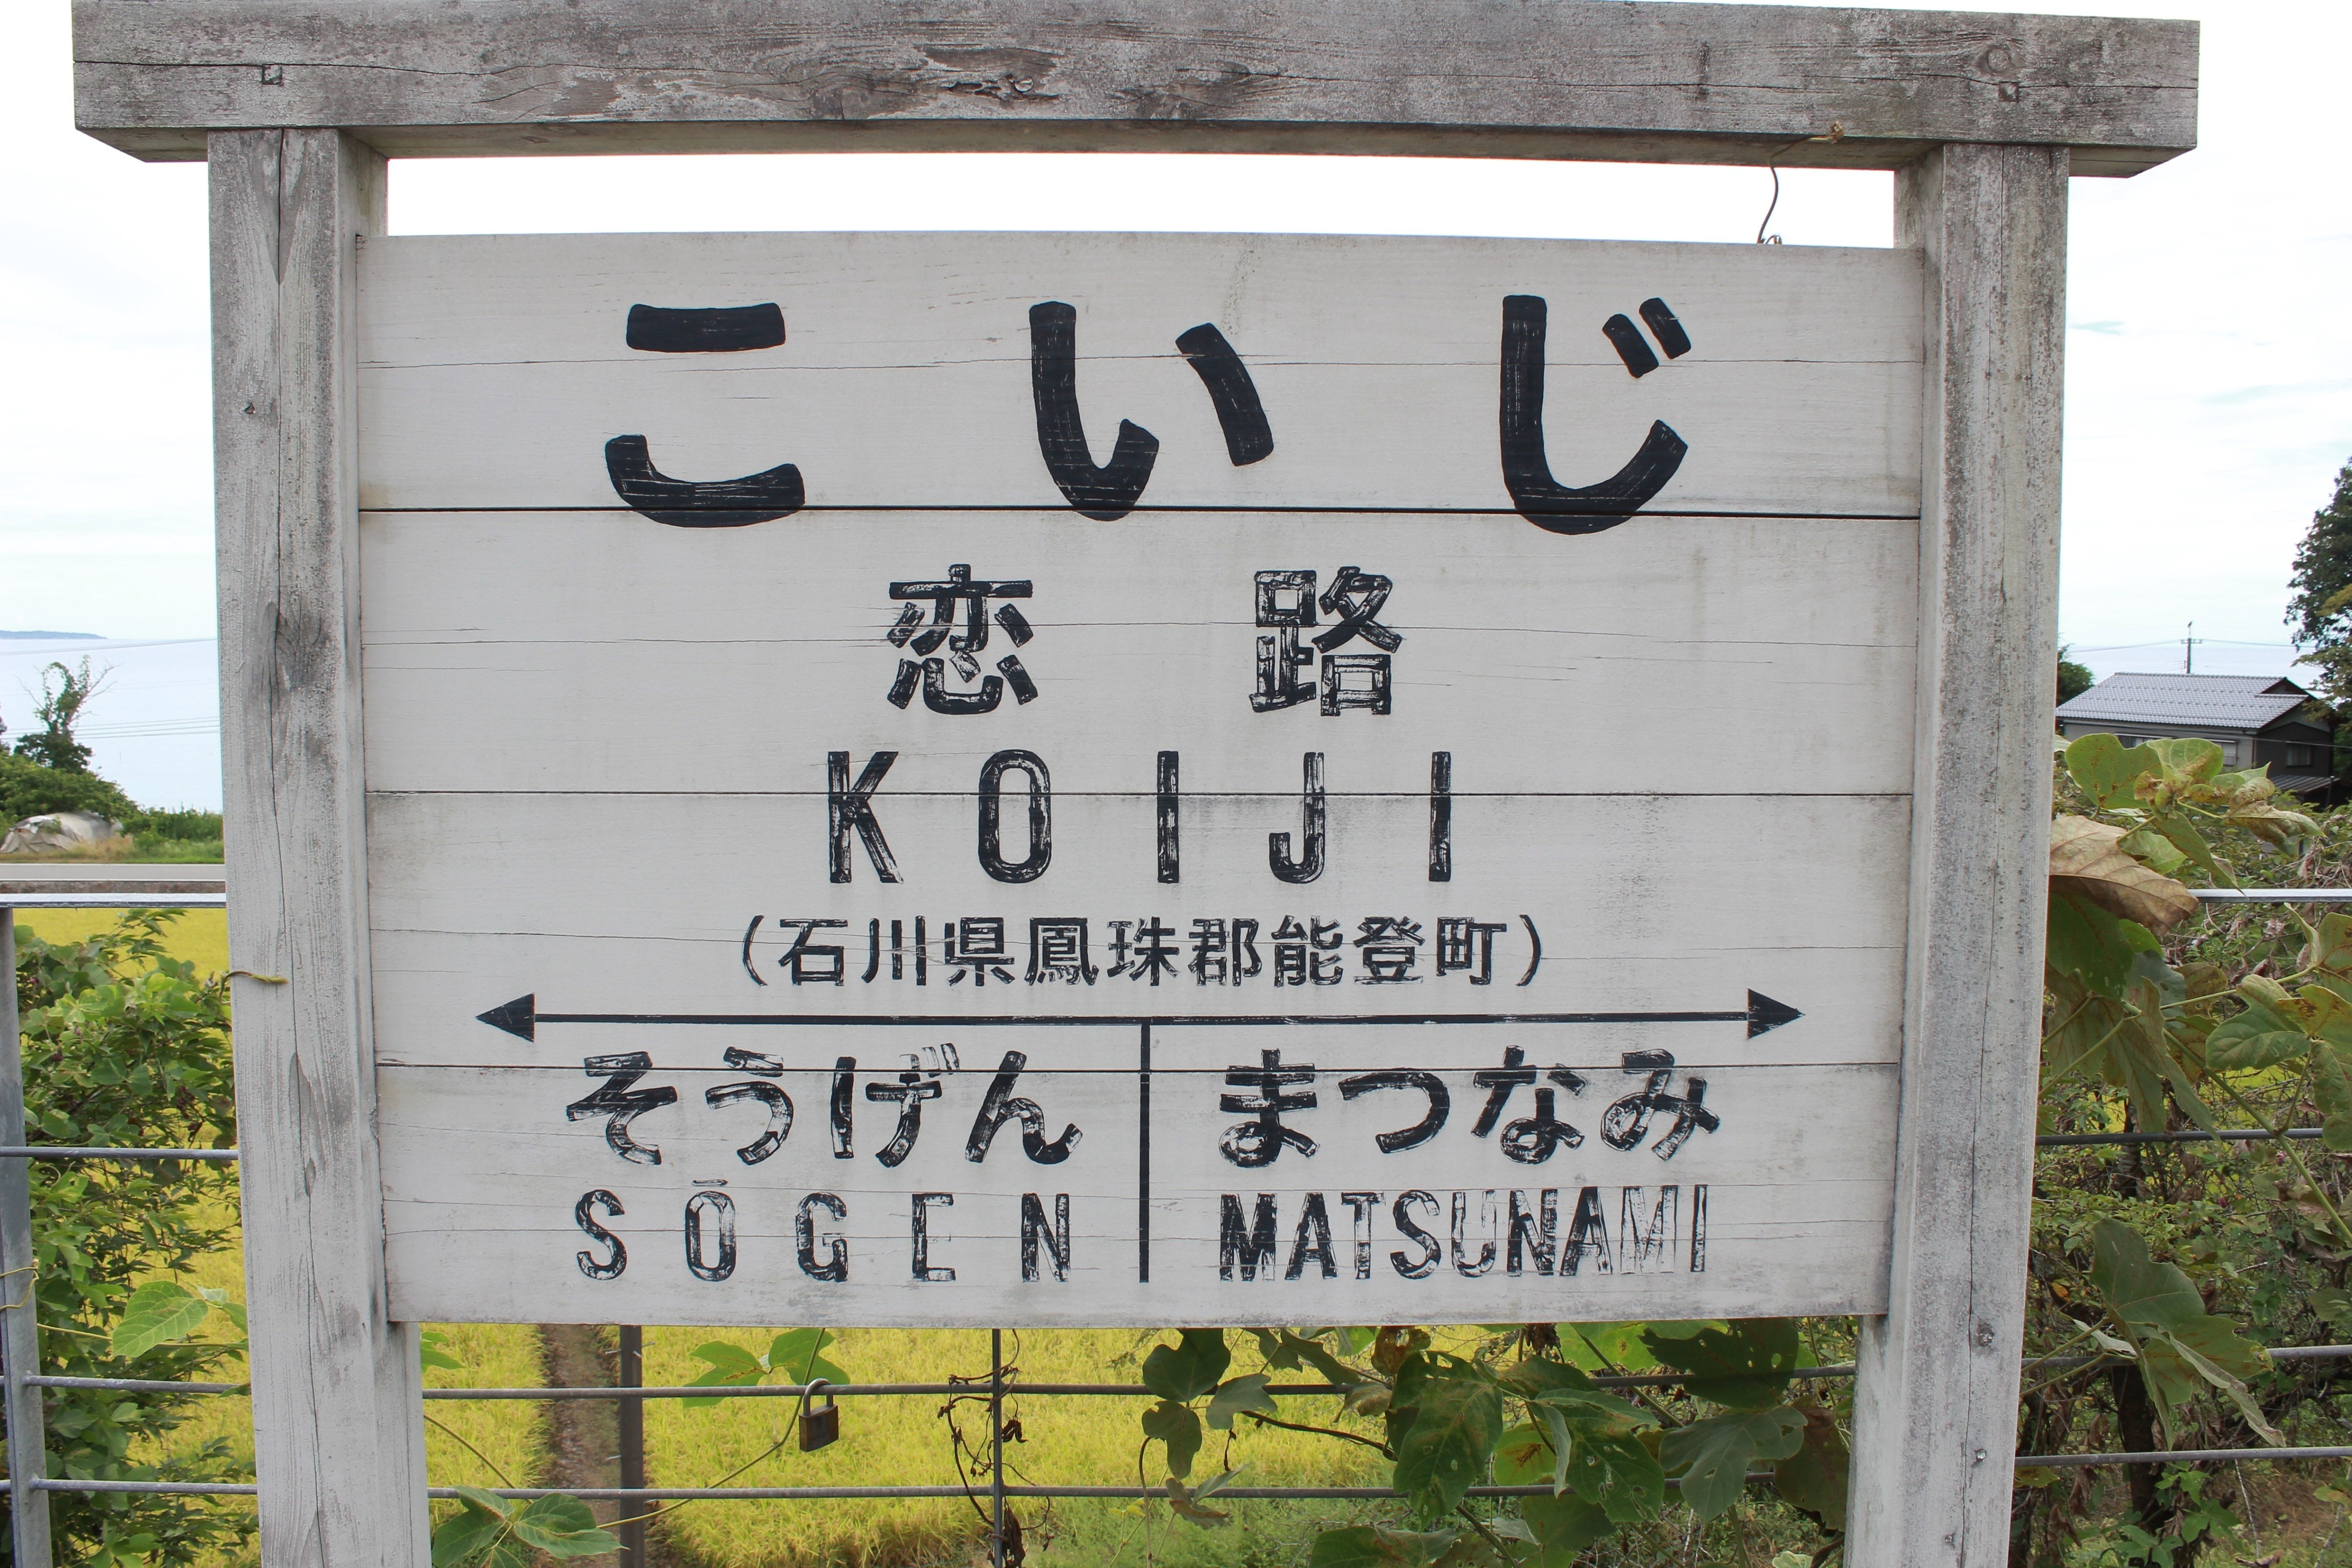 こいじ
恋路
KOIJI
(石川県鳳珠郡能登町)
そうげん まつなみ
SŌGEN MATSUNAMI